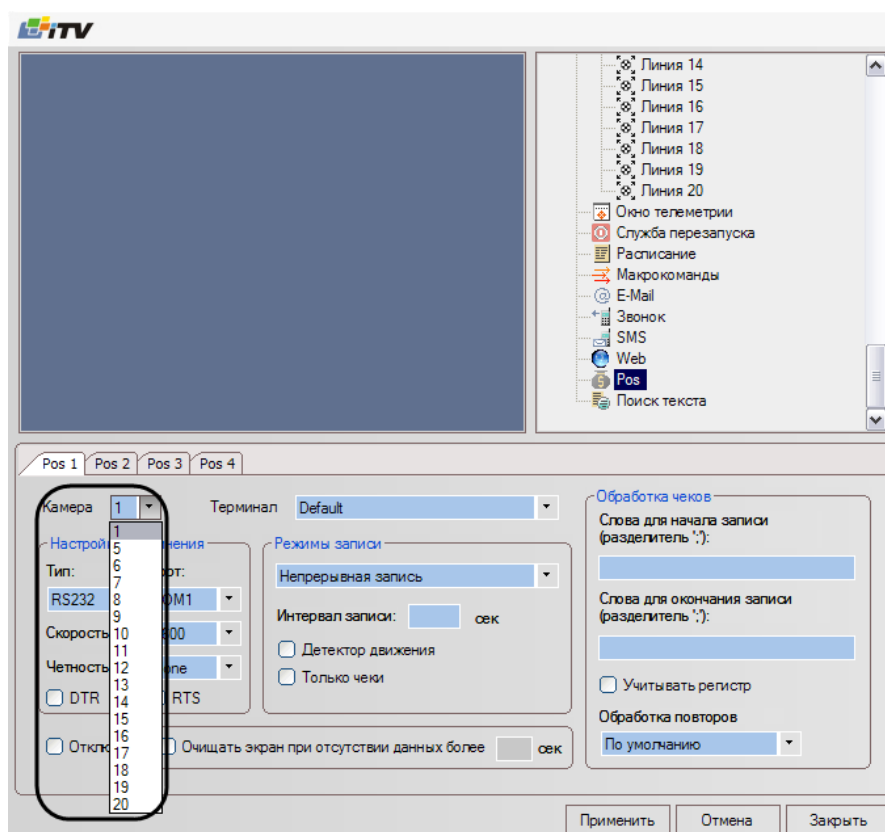 iTV
Линия 14
Линия 15
Линия 16
Линия 17
Линия 18
Линия 19
Линия 20
Окно телеметрии
Служба перезапуска
Расписание
Макрокоманды
E-Mail
Звонок
SMS
Web
Pos
Поиск текста
Pos 1 Pos 2 Pos 3 Pos 4
Камера 1 Терминал Default
1
5
6
7
8
9
10
11
12
13
14
15
16
17
18
19
20
Тип:
RS232
Скорость
Четность
DTR RTS
Режимы записи
Непрерывная запись
Интервал записи: сек
Детектор движения
Только чеки
Очищать экран при отсутствии данных более сек
Обработка чеков
Слова для начала записи
(разделитель ';'):
Слова для окончания записи
(разделитель ';'):
Учитывать регистр
Обработка повторов
По умолчанию
Применить Отмена Закрыть